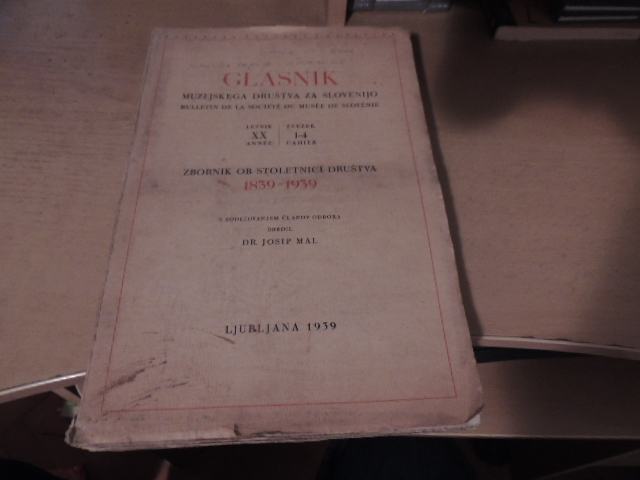 GLASNIK
MUZEJSKEGA DRUŠTVA ZA SLOVENIJO
BULLETIN DE LA SOCIÉTÉ DU MUSÉE DE SLOVÉNIE
LETNIK ZVEZEK
XX 1-4
ANNÉE CAHIER
ZBORNIK OB STOLETNICI DRUŠTVA
1839-1939
S SODELOVANJEM ČLANOV ODBORA
UREDIL
DR. JOSIP MAL
LJUBLJANA 1939